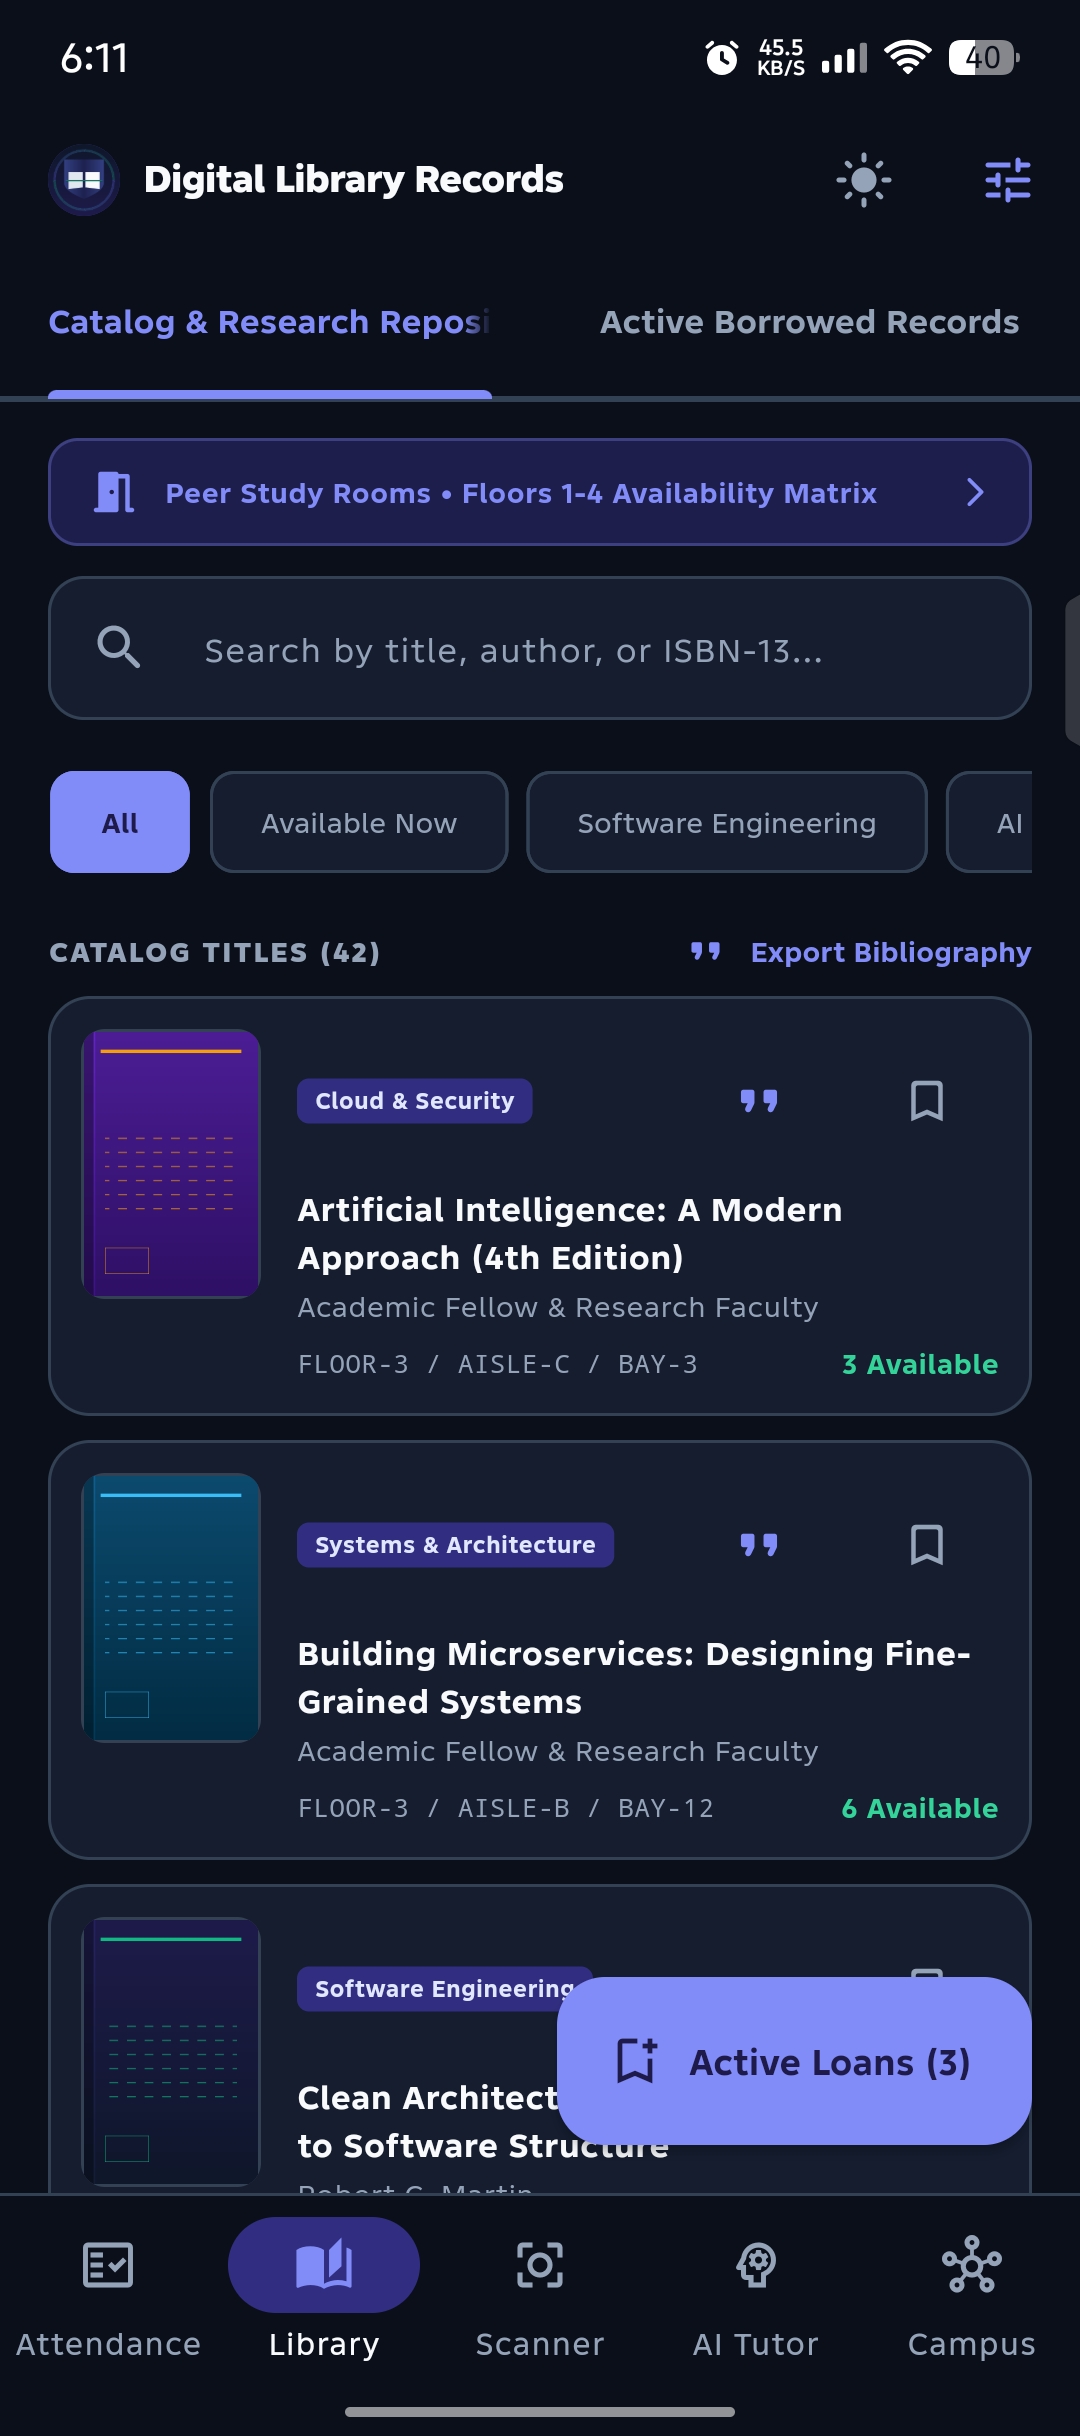 6:11
45.5
KB/S
40
Digital Library Records
Catalog & Research Reposi
Active Borrowed Records
Peer Study Rooms • Floors 1-4 Availability Matrix
Search by title, author, or ISBN-13...
All
Available Now
Software Engineering
AI
CATALOG TITLES (42)
Export Bibliography
Cloud & Security
Artificial Intelligence: A Modern
Approach (4th Edition)
Academic Fellow & Research Faculty
FLOOR-3 / AISLE-C / BAY-3
3 Available
Systems & Architecture
Building Microservices: Designing Fine-
Grained Systems
Academic Fellow & Research Faculty
FLOOR-3 / AISLE-B / BAY-12
6 Available
Software Engineering
Clean Architect
to Software Structure
Robert C. Martin
Active Loans (3)
Attendance
Library
Scanner
AI Tutor
Campus